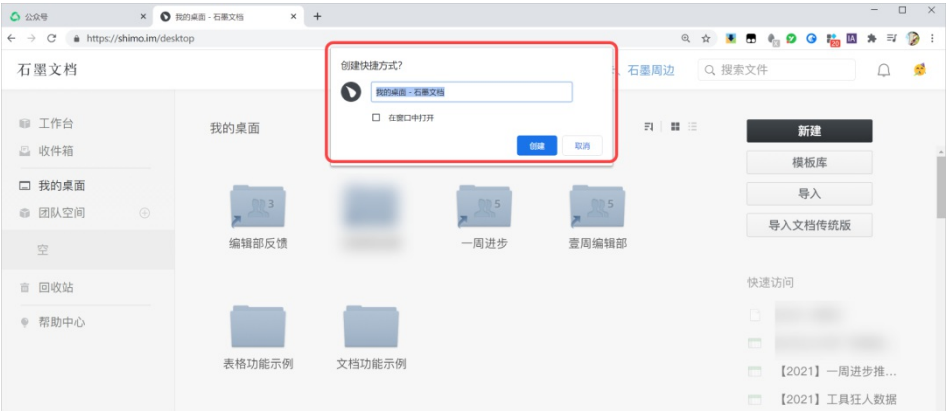 公众号
我的桌面 - 石墨文档
https://shimo.im/desktop
20
石墨文档
石墨周边
搜索文件
创建快捷方式?
我的桌面 - 石墨文档
在窗口中打开
创建
取消
工作台
收件箱
我的桌面
团队空间
空
回收站
帮助中心
我的桌面
3
编辑部反馈
5
一周进步
5
壹周编辑部
表格功能示例
文档功能示例
新建
模板库
导入
导入文档传统版
快速访问
【2021】一周进步推...
【2021】工具狂人数据